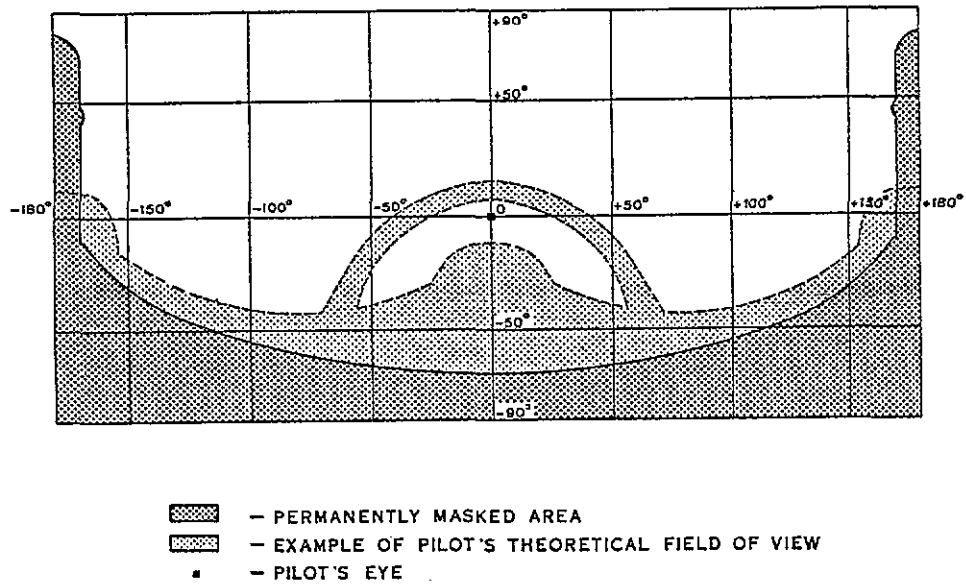 +90°
+50°
-180° -150° -100° -50° 0 +50° +100° +150° +180°
-50°
-90°
- PERMANENTLY MASKED AREA
- EXAMPLE OF PILOT'S THEORETICAL FIELD OF VIEW
- PILOT'S EYE